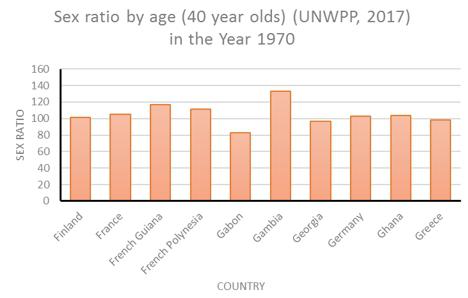 Sex ratio by age (40 year olds) (UNWPP, 2017)
in the Year 1970
SEX RATIO
160
140
120
100
80
60
40
20
0
Finland
France
French Guiana
French Polynesia
Gabon
Gambia
Georgia
Germany
Ghana
Greece
COUNTRY